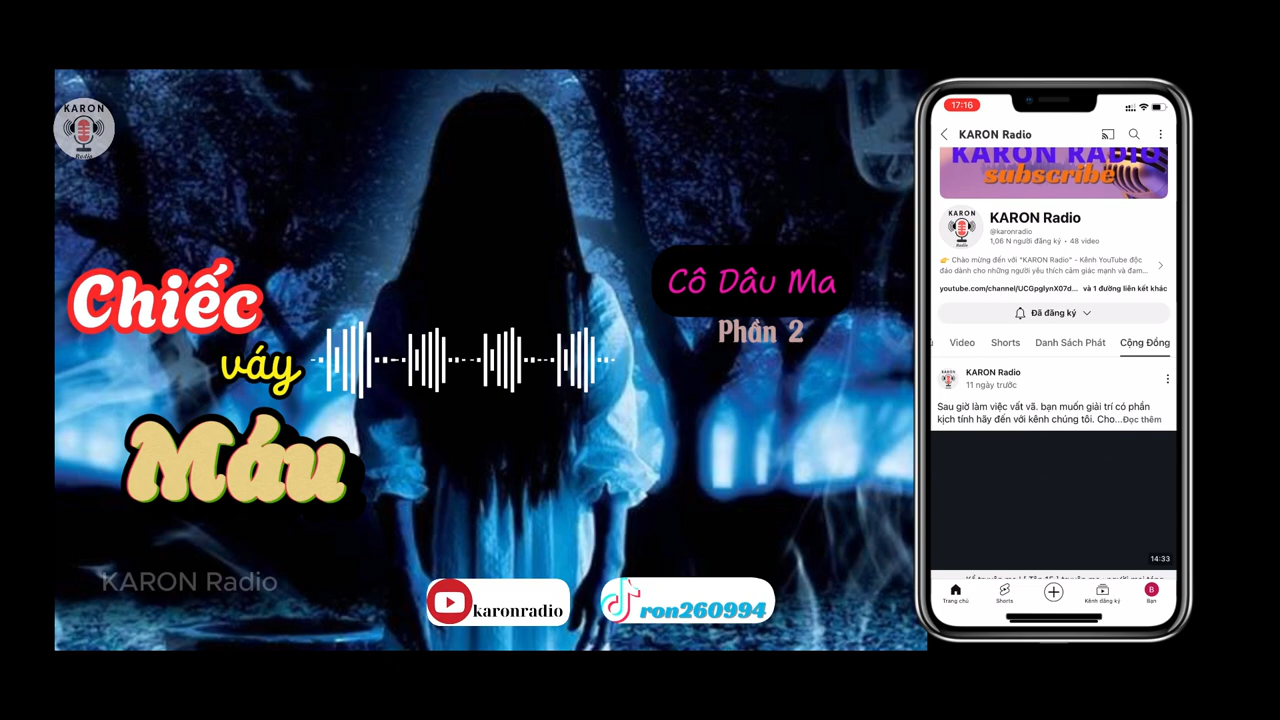 KARON
Radio
Chiếc
váy
Máu
Cô Dâu Ma
Phần 2
KARON Radio
karonradio
ron260994
17:16
KARON Radio
KARON RADIO
subscribe
KARON
Radio
KARON Radio
@karonradio
1,06 N người đăng ký • 48 video
👉 Chào mừng đến với "KARON Radio" - Kênh YouTube độc
đáo dành cho những người yêu thích cảm giác mạnh và đam...
youtube.com/channel/UCGpglynX07d... và 1 đường liên kết khác
Đã đăng ký
Video Shorts Danh Sách Phát Cộng Đồng
KARON Radio
11 ngày trước
Sau giờ làm việc vất vã. bạn muốn giải trí có phần
kịch tính hãy đến với kênh chúng tôi. Cho...Đọc thêm
14:33
Trang chủ Shorts Kênh đăng ký B Bạn